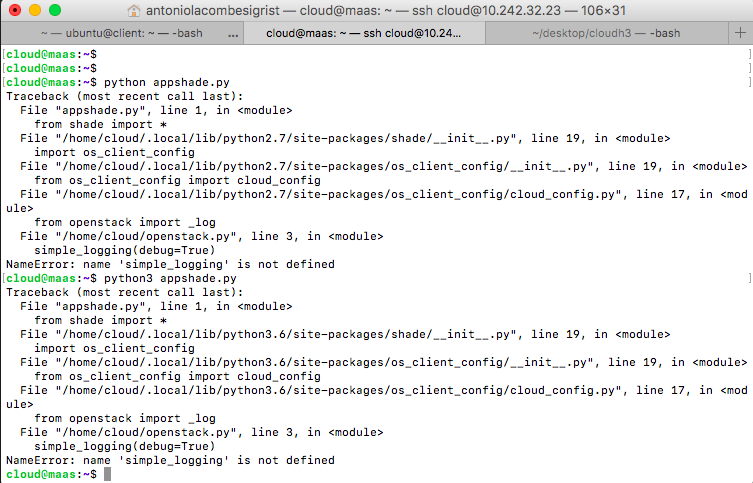 antoniolacombesigrist — cloud@maas: ~ — ssh cloud@10.242.32.23 — 106×31
~ — ubuntu@client: ~ — -bash ... cloud@maas: ~ — ssh cloud@10.24... ~/desktop/cloudh3 — -bash +
[cloud@maas:~$ ]
[cloud@maas:~$ ]
[cloud@maas:~$ python appshade.py ]
Traceback (most recent call last):
  File "appshade.py", line 1, in <module>
    from shade import *
  File "/home/cloud/.local/lib/python2.7/site-packages/shade/__init__.py", line 19, in <module>
    import os_client_config
  File "/home/cloud/.local/lib/python2.7/site-packages/os_client_config/__init__.py", line 19, in <module>
    from os_client_config import cloud_config
  File "/home/cloud/.local/lib/python2.7/site-packages/os_client_config/cloud_config.py", line 17, in <mod
ule>
    from openstack import _log
  File "/home/cloud/openstack.py", line 3, in <module>
    simple_logging(debug=True)
NameError: name 'simple_logging' is not defined
[cloud@maas:~$ python3 appshade.py ]
Traceback (most recent call last):
  File "appshade.py", line 1, in <module>
    from shade import *
  File "/home/cloud/.local/lib/python3.6/site-packages/shade/__init__.py", line 19, in <module>
    import os_client_config
  File "/home/cloud/.local/lib/python3.6/site-packages/os_client_config/__init__.py", line 19, in <module>
    from os_client_config import cloud_config
  File "/home/cloud/.local/lib/python3.6/site-packages/os_client_config/cloud_config.py", line 17, in <mod
ule>
    from openstack import _log
  File "/home/cloud/openstack.py", line 3, in <module>
    simple_logging(debug=True)
NameError: name 'simple_logging' is not defined
cloud@maas:~$